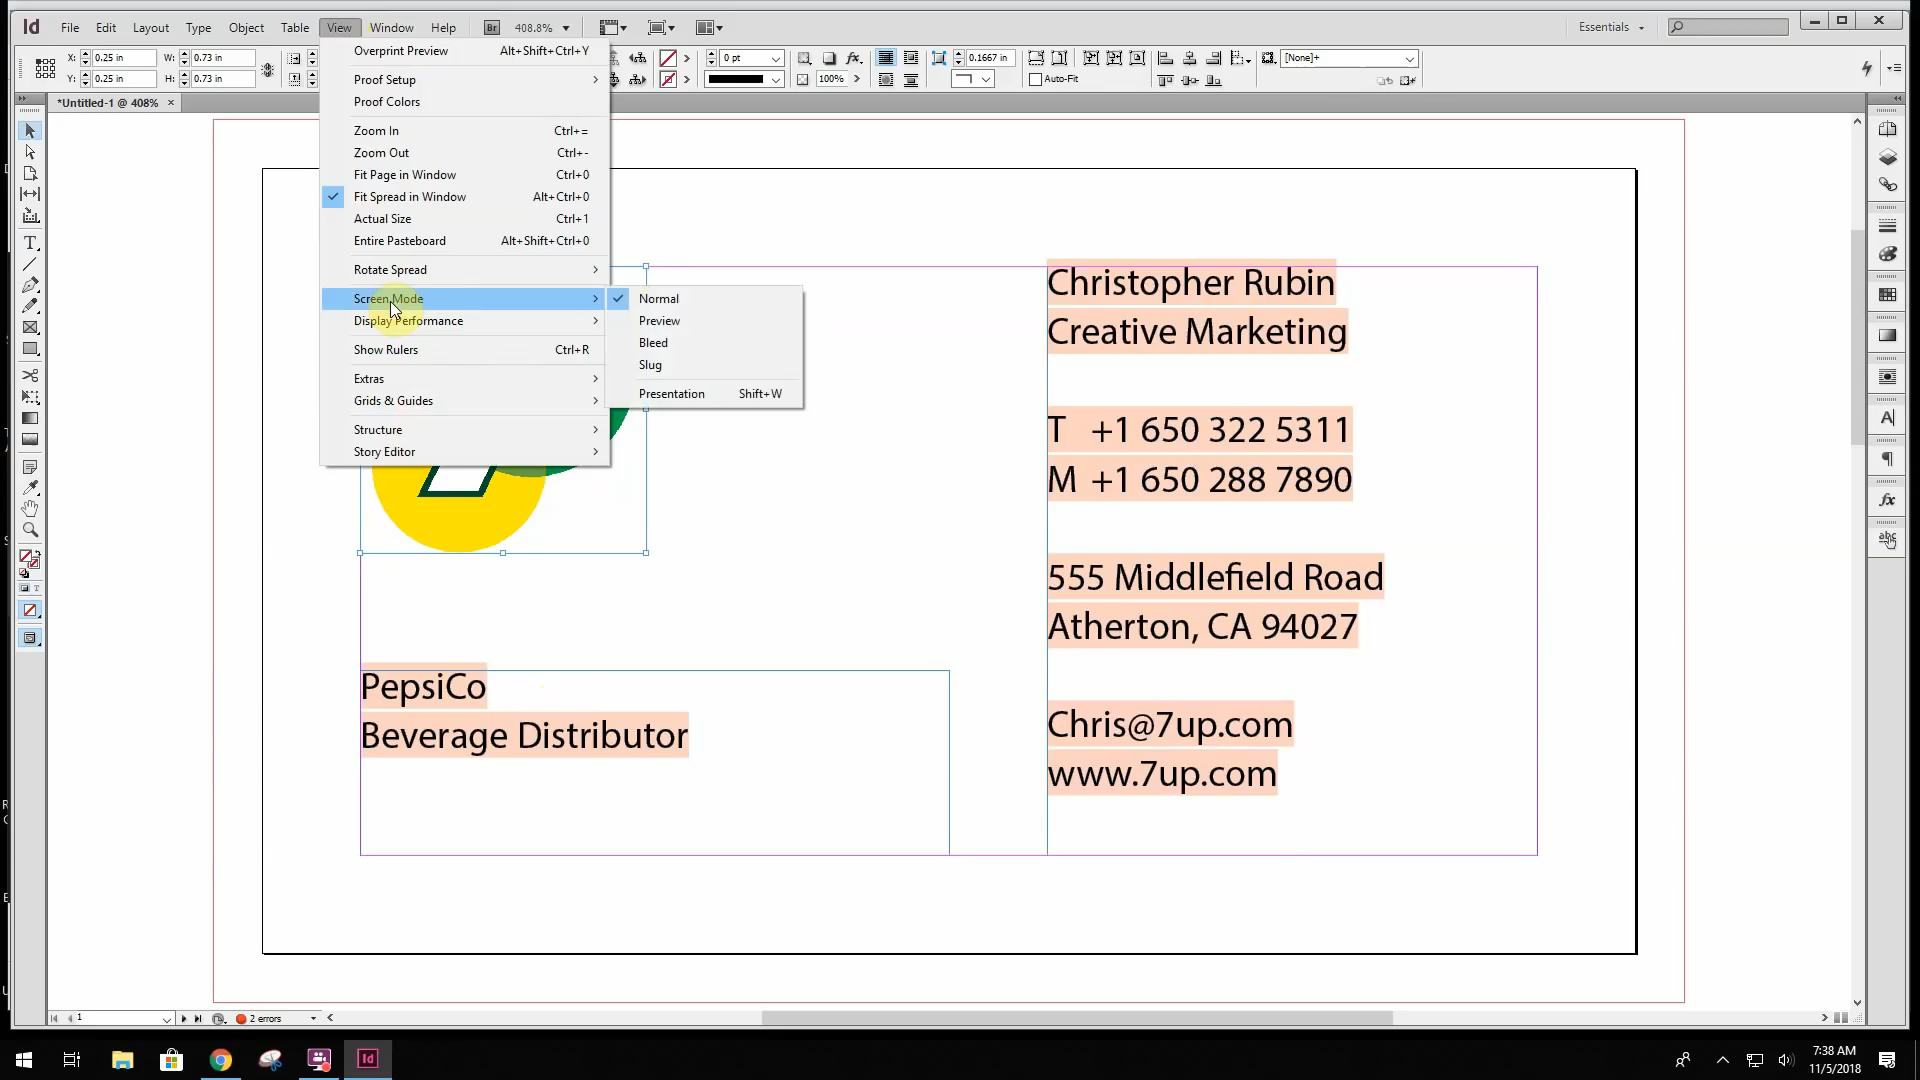 Id File Edit Layout Type Object Table View Window Help Br 408.8% Essentials
X: 0.25 in W: 0.73 in 0 pt 0.1667 in [None]+
Y: 0.25 in H: 0.73 in 100% Auto-Fit
*Untitled-1 @ 408% ×
Overprint Preview Alt+Shift+Ctrl+Y
Proof Setup
Proof Colors
Zoom In Ctrl+=
Zoom Out Ctrl+-
Fit Page in Window Ctrl+0
Fit Spread in Window Alt+Ctrl+0
Actual Size Ctrl+1
Entire Pasteboard Alt+Shift+Ctrl+0
Rotate Spread
Screen Mode
Display Performance
Show Rulers Ctrl+R
Extras
Grids & Guides
Structure
Story Editor
Normal
Preview
Bleed
Slug
Presentation Shift+W
Christopher Rubin
Creative Marketing
T +1 650 322 5311
M +1 650 288 7890
555 Middlefield Road
Atherton, CA 94027
Chris@7up.com
www.7up.com
PepsiCo
Beverage Distributor
1 2 errors
Id
7:38 AM
11/5/2018